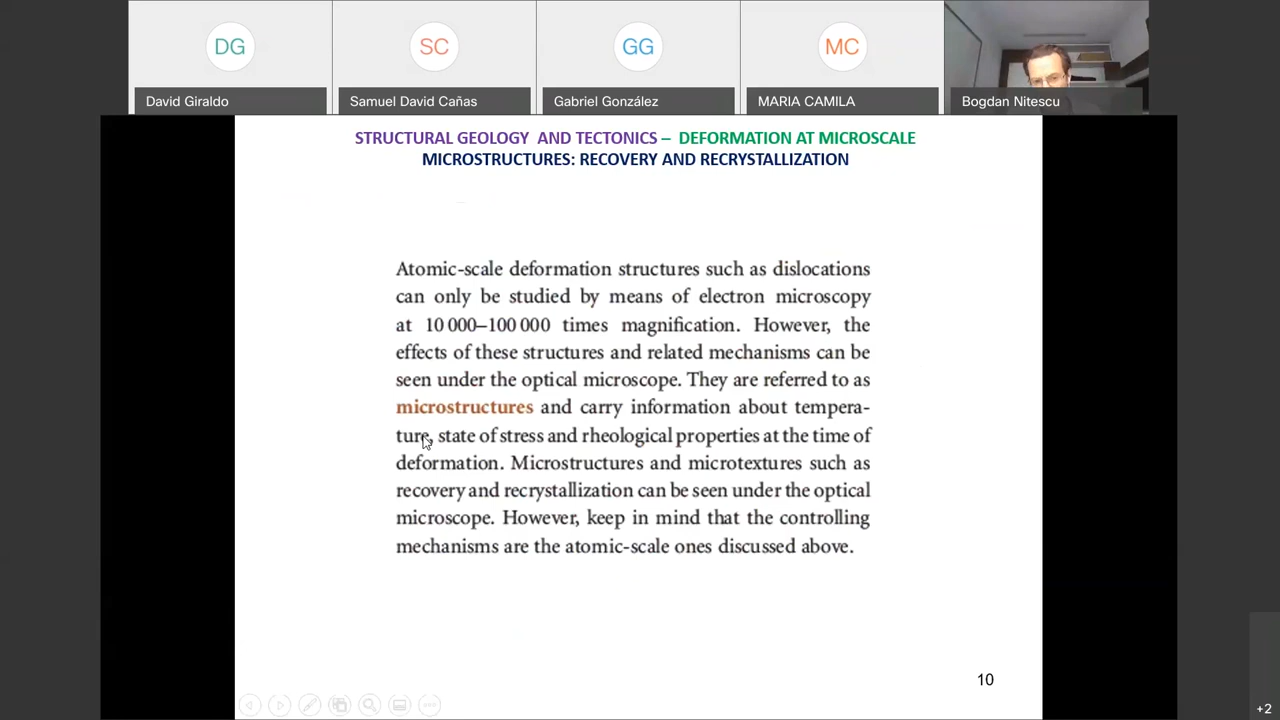 DG
SC
GG
MC
David Giraldo
Samuel David Cañas
Gabriel González
MARIA CAMILA
Bogdan Nitescu
STRUCTURAL GEOLOGY AND TECTONICS – DEFORMATION AT MICROSCALE
MICROSTRUCTURES: RECOVERY AND RECRYSTALLIZATION
Atomic-scale deformation structures such as dislocations
can only be studied by means of electron microscopy
at 10 000–100 000 times magnification. However, the
effects of these structures and related mechanisms can be
seen under the optical microscope. They are referred to as
microstructures and carry information about tempera-
ture, state of stress and rheological properties at the time of
deformation. Microstructures and microtextures such as
recovery and recrystallization can be seen under the optical
microscope. However, keep in mind that the controlling
mechanisms are the atomic-scale ones discussed above.
10
+2